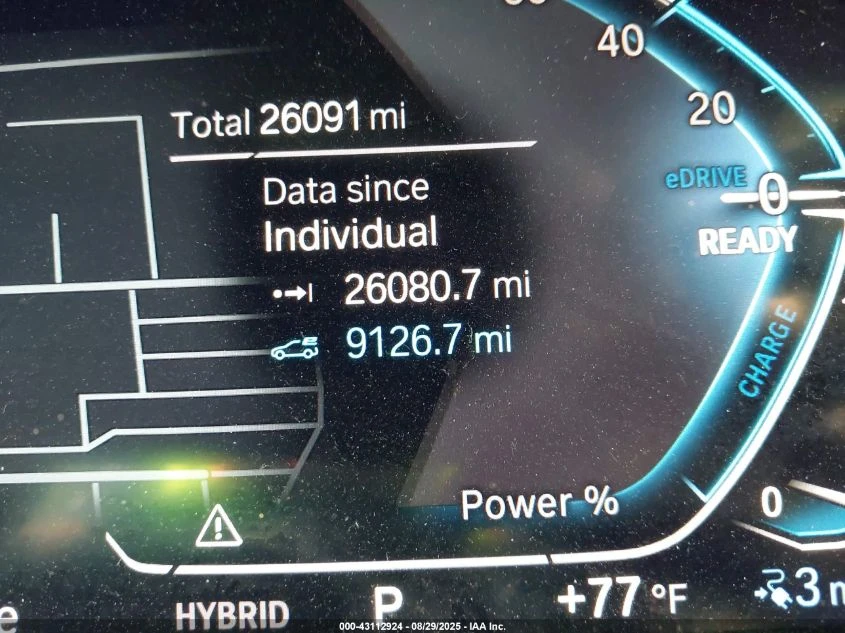 40
Total 26091 mi
20
Data since
eDRIVE
0
Individual
READY
26080.7 mi
9126.7 mi
CHARGE
Power %
0
HYBRID
P
+77 °F
3
000-43112924 - 08/29/2025 - IAA Inc.